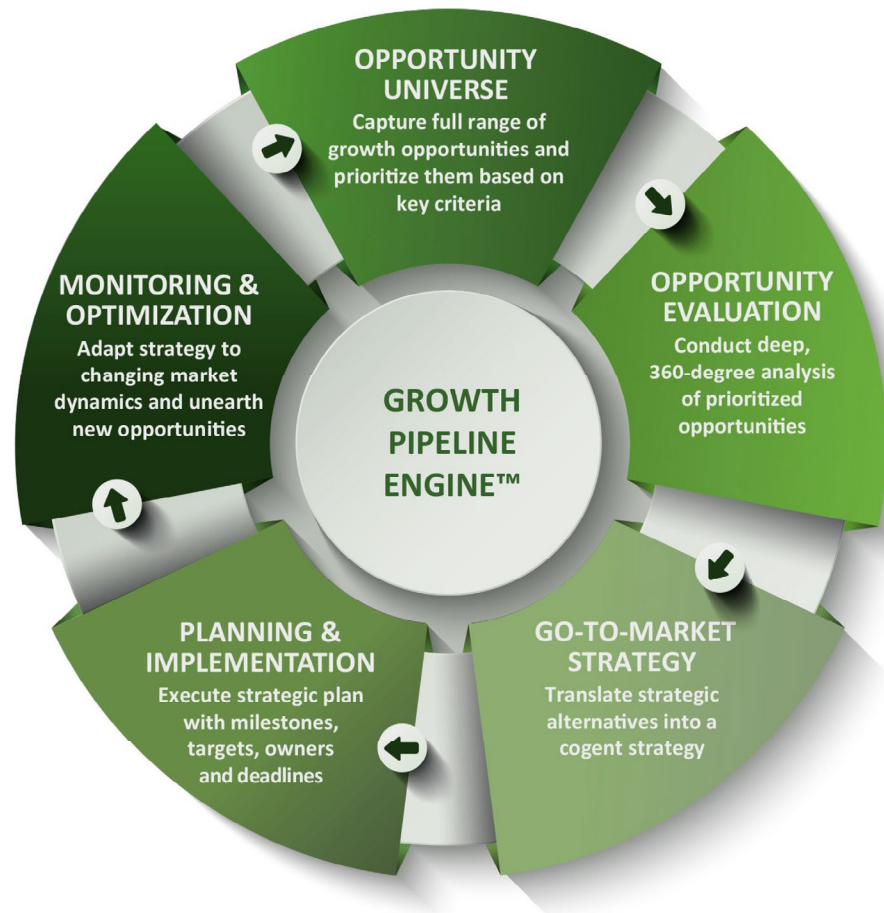 OPPORTUNITY
UNIVERSE
Capture full range of
growth opportunities and
prioritize them based on
key criteria
OPPORTUNITY
EVALUATION
Conduct deep,
360-degree analysis
of prioritized
opportunities
GO-TO-MARKET
STRATEGY
Translate strategic
alternatives into a
cogent strategy
PLANNING &
IMPLEMENTATION
Execute strategic plan
with milestones,
targets, owners
and deadlines
MONITORING &
OPTIMIZATION
Adapt strategy to
changing market
dynamics and unearth
new opportunities
GROWTH
PIPELINE
ENGINE™